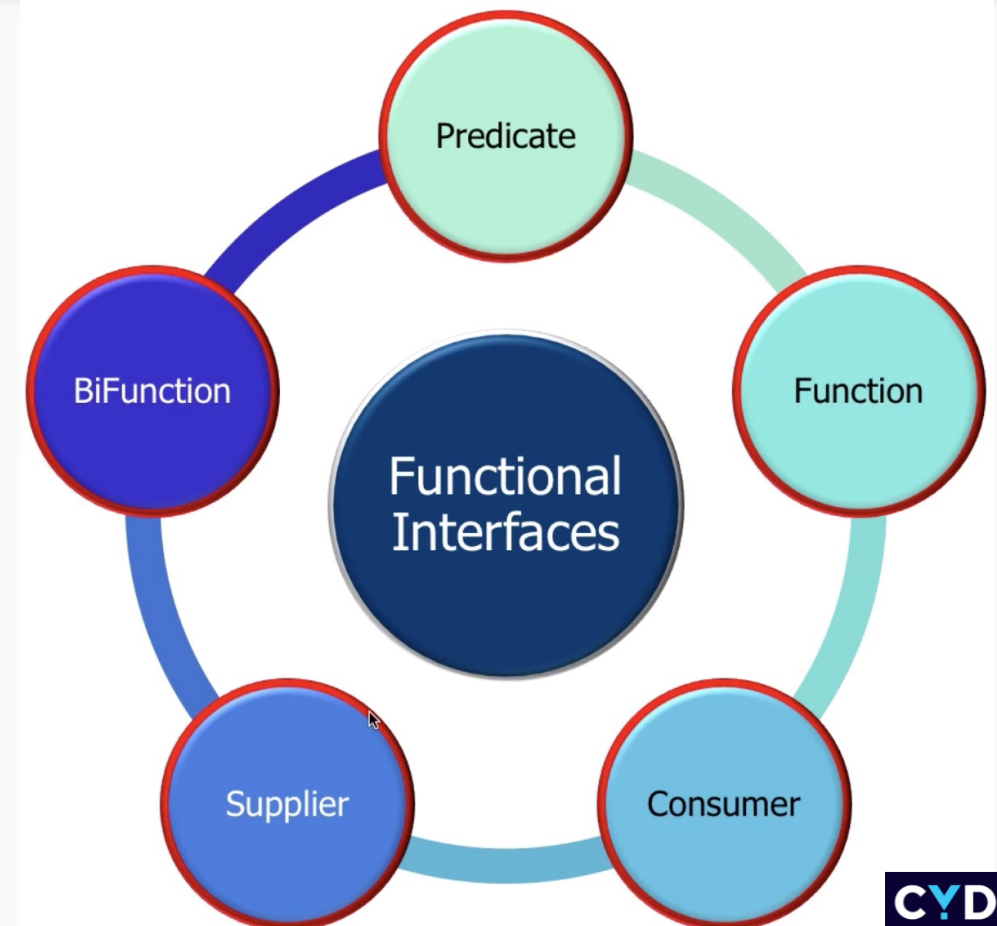 Predicate
BiFunction
Function
Functional
Interfaces
Supplier
Consumer
CYD